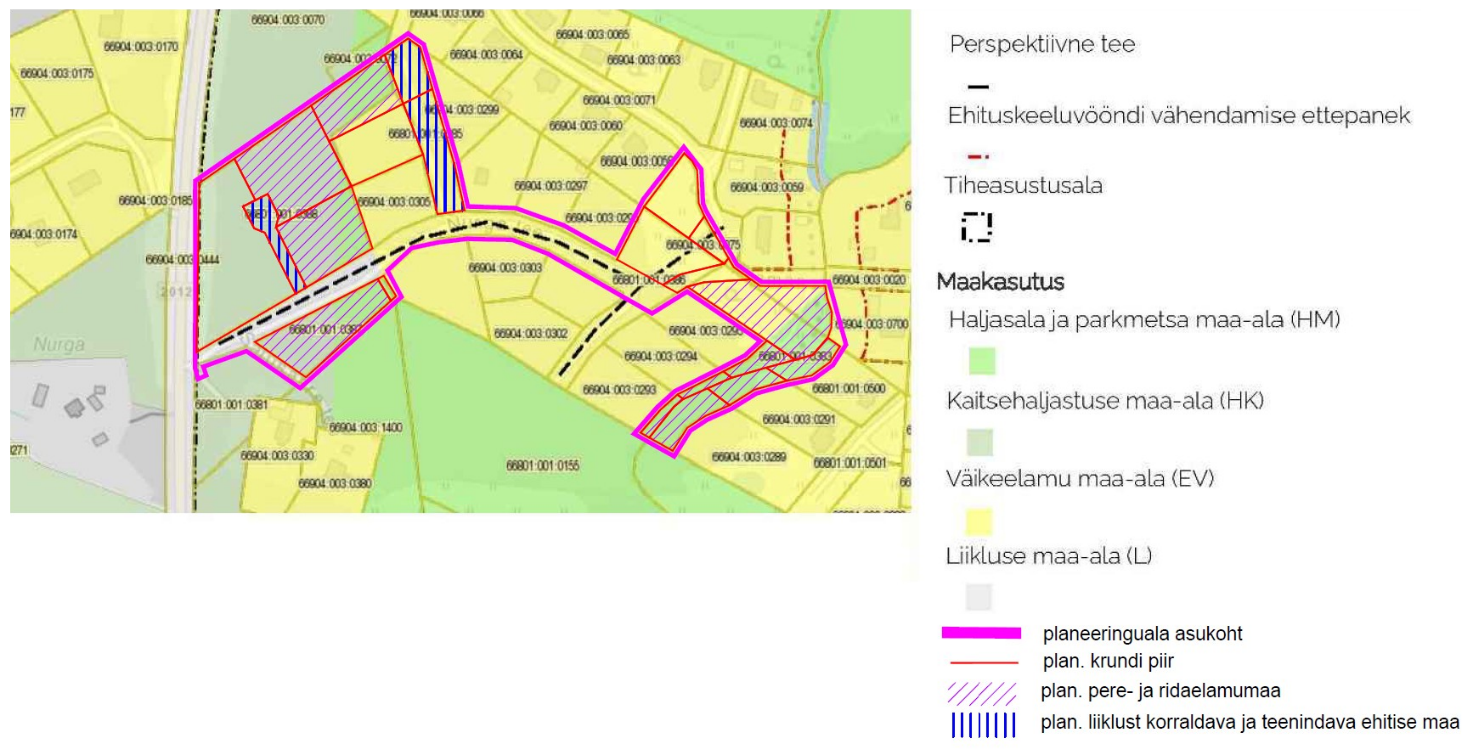 66904:003:0070
66904:003:0066
66904:003:0170
66904:003:0065
66904:003:0064
66904:003:0063
66904:003:0175
66904:003:0071
66904:003:0299
66904:003:0074
66904:003:0060
66904:003:0297
66904:003:0059
66904:003:0185
66904:003:0305
66904:003:0174
Nurga tee
66904:003:0444
66904:003:0303
66801:001:0386
66904:003:0020
2012
66801:001:0387
66904:003:0302
66904:003:0700
Nurga
66904:003:0294
66801:001:0383
66904:003:0293
66801:001:0500
66801:001:0381
66904:003:0291
66904:003:1400
66904:003:0330
66801:001:0155
66904:003:0289
66801:001:0501
66904:003:0380
Perspektiivne tee
Ehituskeeluvööndi vähendamise ettepanek
Tiheasustusala
Maakasutus
Haljasala ja parkmetsa maa-ala (HM)
Kaitsehaljastuse maa-ala (HK)
Väikeelamu maa-ala (EV)
Liikluse maa-ala (L)
planeeringuala asukoht
plan. krundi piir
plan. pere- ja ridaelamumaa
plan. liiklust korraldava ja teenindava ehitise maa